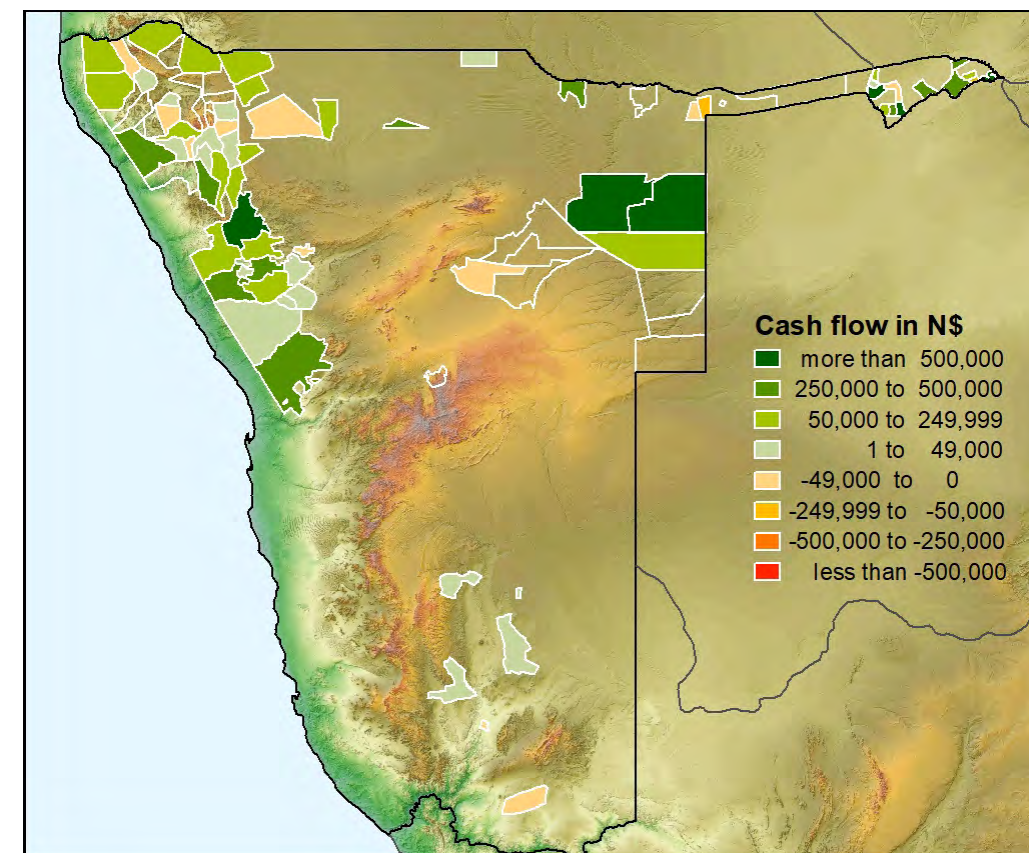 Cash flow in N$
more than 500,000
250,000 to 500,000
50,000 to 249,999
1 to 49,000
-49,000 to 0
-249,999 to -50,000
-500,000 to -250,000
less than -500,000